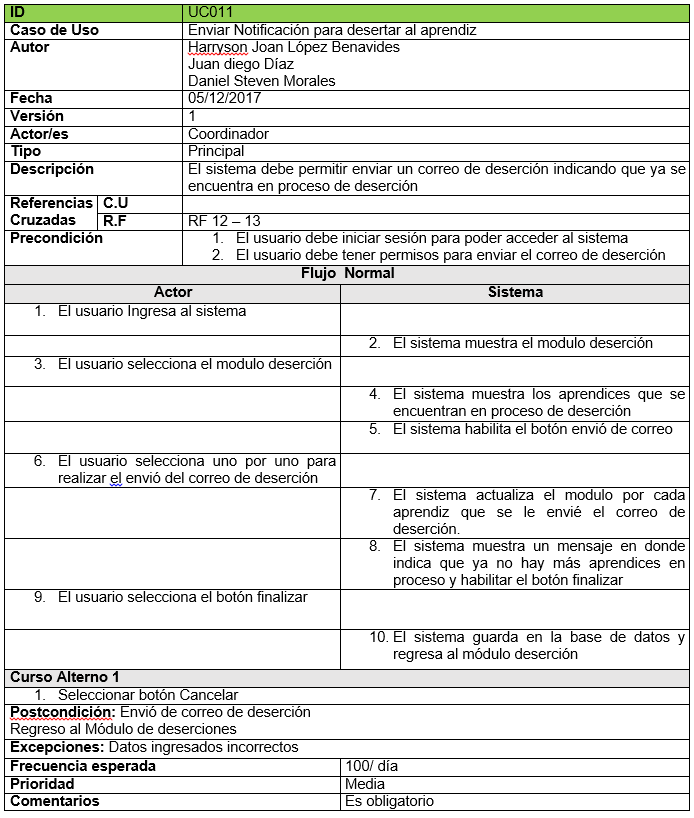 ID UC011
Caso de Uso Enviar Notificación para desertar al aprendiz
Autor Harryson Joan López Benavides
Juan diego Díaz
Daniel Steven Morales
Fecha 05/12/2017
Versión 1
Actor/es Coordinador
Tipo Principal
Descripción El sistema debe permitir enviar un correo de deserción indicando que ya se
encuentra en proceso de deserción
Referencias C.U
Cruzadas R.F RF 12 – 13
Precondición 1. El usuario debe iniciar sesión para poder acceder al sistema
2. El usuario debe tener permisos para enviar el correo de deserción
Flujo Normal
Actor Sistema
1. El usuario Ingresa al sistema
2. El sistema muestra el modulo deserción
3. El usuario selecciona el modulo deserción
4. El sistema muestra los aprendices que se
encuentran en proceso de deserción
5. El sistema habilita el botón envió de correo
6. El usuario selecciona uno por uno para
realizar el envió del correo de deserción
7. El sistema actualiza el modulo por cada
aprendiz que se le envié el correo de
deserción.
8. El sistema muestra un mensaje en donde
indica que ya no hay más aprendices en
proceso y habilitar el botón finalizar
9. El usuario selecciona el botón finalizar
10. El sistema guarda en la base de datos y
regresa al módulo deserción
Curso Alterno 1
1. Seleccionar botón Cancelar
Postcondición: Envió de correo de deserción
Regreso al Módulo de deserciones
Excepciones: Datos ingresados incorrectos
Frecuencia esperada 100/ día
Prioridad Media
Comentarios Es obligatorio